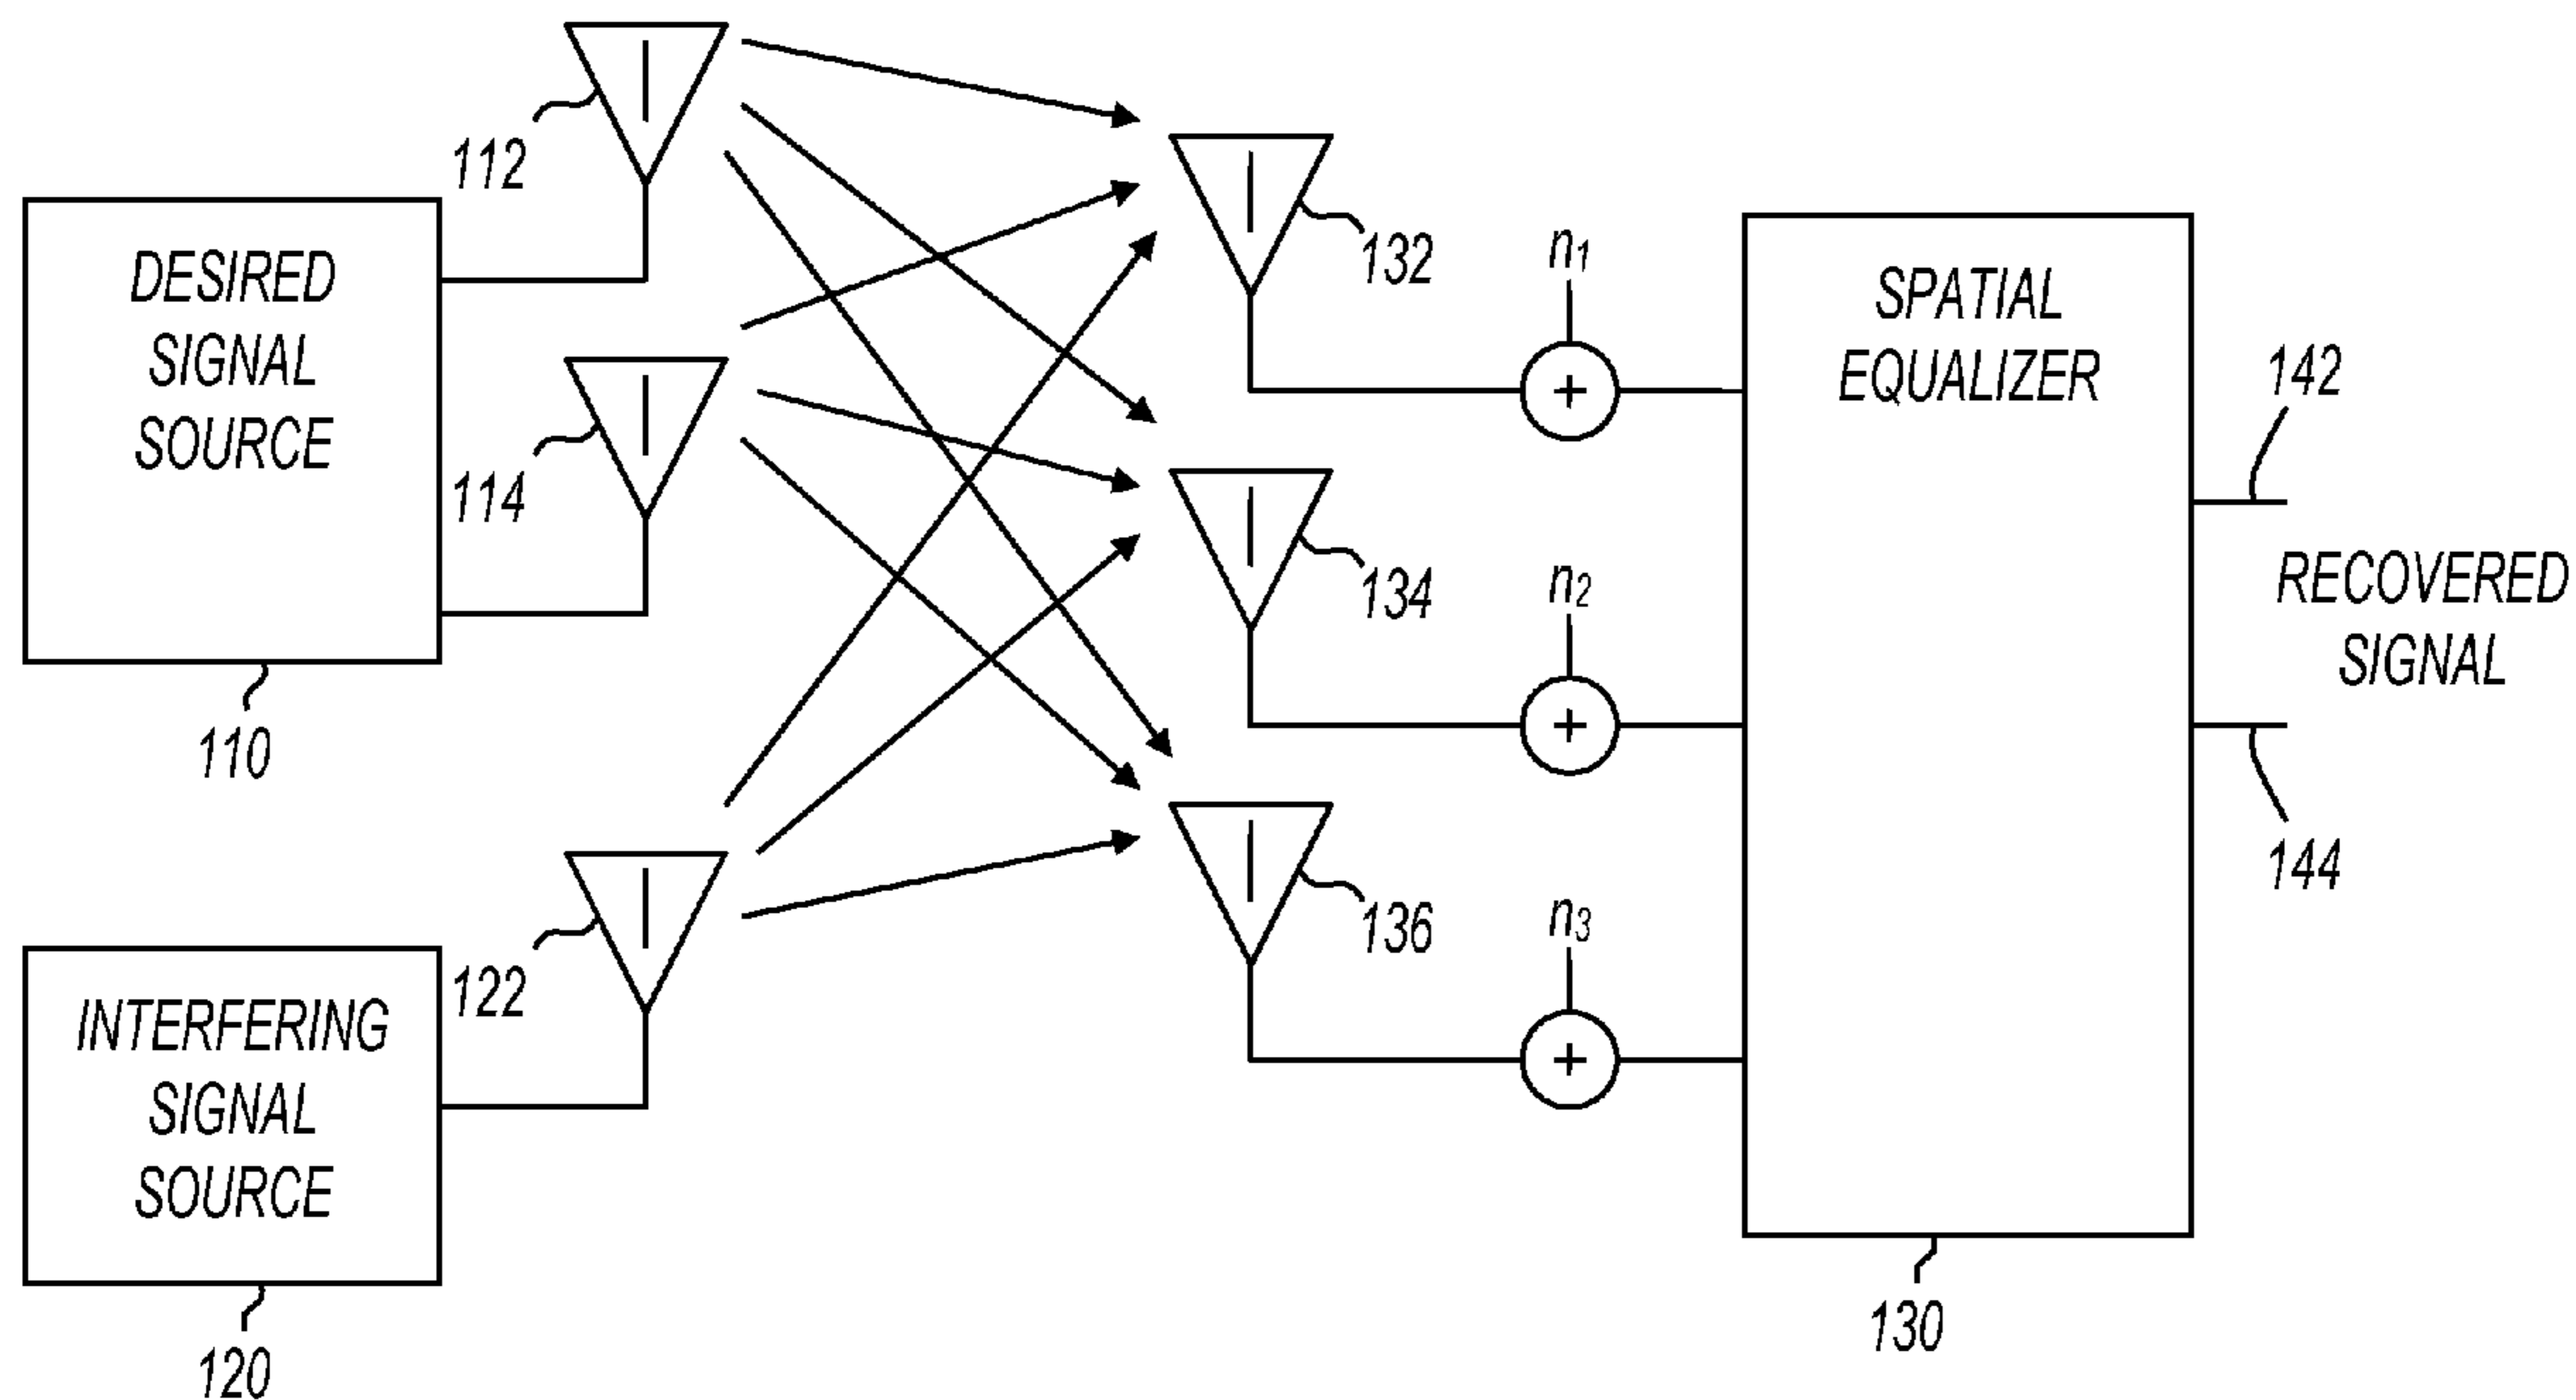 112
DESIRED
SIGNAL
SOURCE
114
110
INTERFERING
SIGNAL
SOURCE
122
120
132
134
136
n1
n2
n3
SPATIAL
EQUALIZER
130
142
RECOVERED
SIGNAL
144